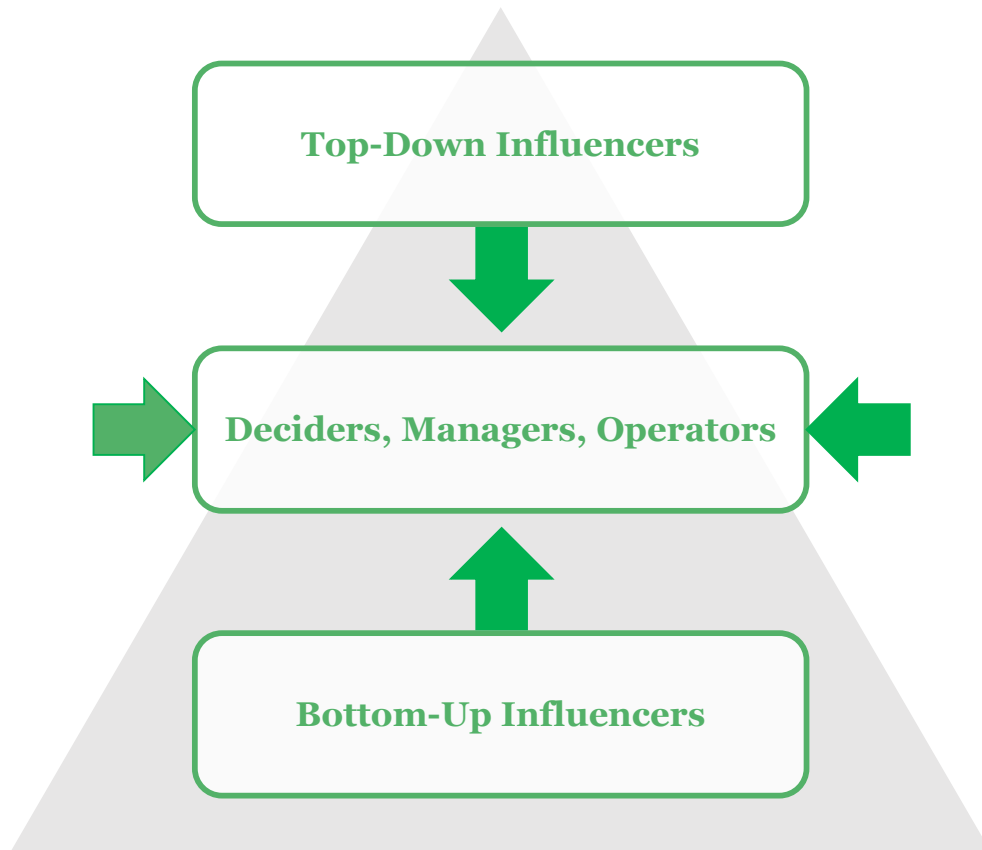 Top-Down Influencers
Deciders, Managers, Operators
Bottom-Up Influencers